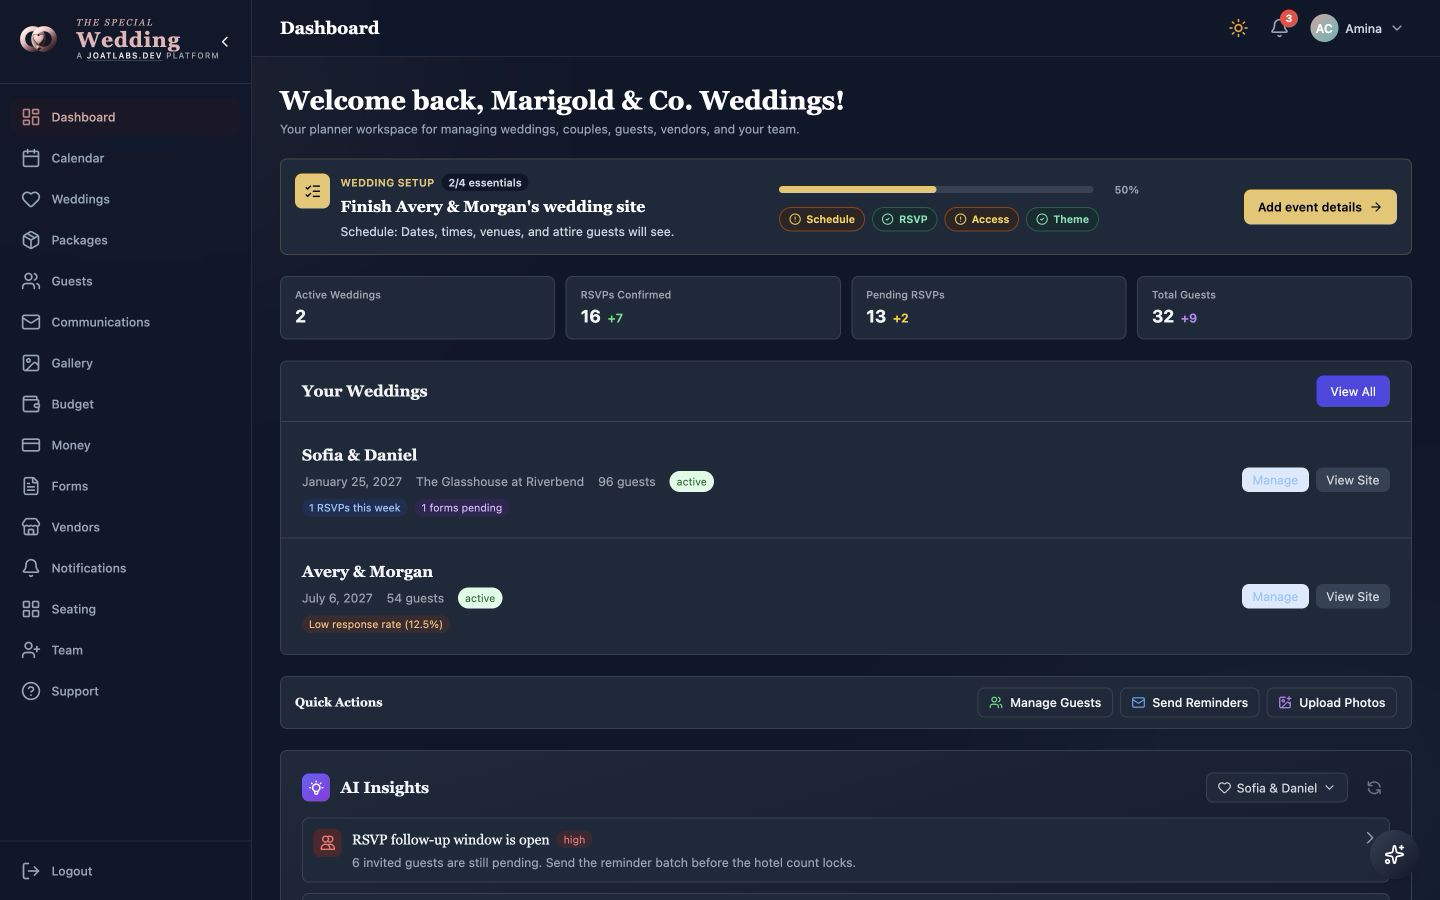 THE SPECIAL
Wedding
A JOATLABS.DEV PLATFORM
Dashboard
Calendar
Weddings
Packages
Guests
Communications
Gallery
Budget
Money
Forms
Vendors
Notifications
Seating
Team
Support
Logout
Dashboard
3
AC
Amina
Welcome back, Marigold & Co. Weddings!
Your planner workspace for managing weddings, couples, guests, vendors, and your team.
WEDDING SETUP 2/4 essentials
Finish Avery & Morgan's wedding site
Schedule: Dates, times, venues, and attire guests will see.
50%
Schedule RSVP Access Theme
Add event details
Active Weddings
2
RSVPs Confirmed
16 +7
Pending RSVPs
13 +2
Total Guests
32 +9
Your Weddings
View All
Sofia & Daniel
January 25, 2027 The Glasshouse at Riverbend 96 guests active
1 RSVPs this week 1 forms pending
Manage View Site
Avery & Morgan
July 6, 2027 54 guests active
Low response rate (12.5%)
Manage View Site
Quick Actions
Manage Guests Send Reminders Upload Photos
AI Insights
Sofia & Daniel
RSVP follow-up window is open high
6 invited guests are still pending. Send the reminder batch before the hotel count locks.